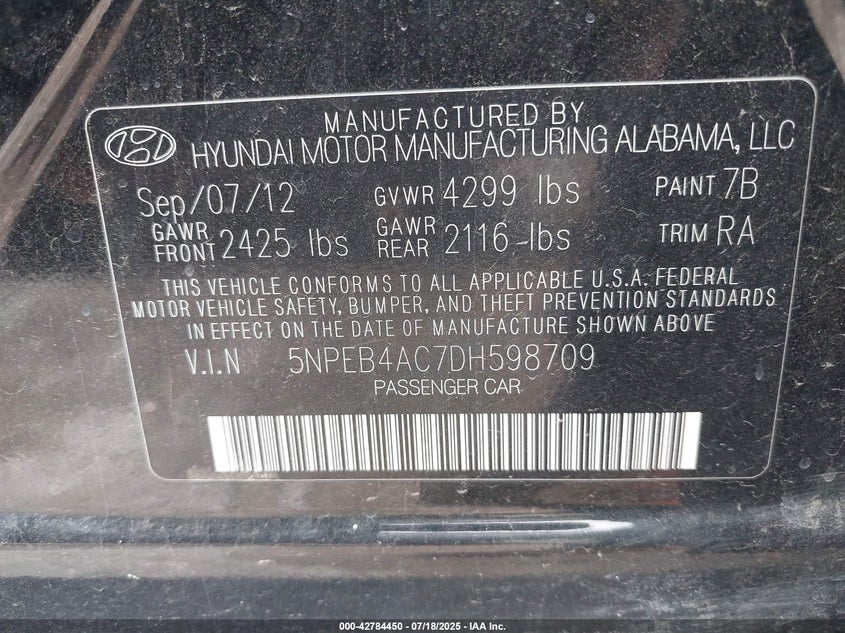 MANUFACTURED BY
HYUNDAI MOTOR MANUFACTURING ALABAMA, LLC
Sep/07/12 GVWR 4299 lbs PAINT 7B
GAWR FRONT 2425 lbs GAWR REAR 2116 lbs TRIM RA
THIS VEHICLE CONFORMS TO ALL APPLICABLE U.S.A. FEDERAL
MOTOR VEHICLE SAFETY, BUMPER, AND THEFT PREVENTION STANDARDS
IN EFFECT ON THE DATE OF MANUFACTURE SHOWN ABOVE
V.I.N 5NPEB4AC7DH598709
PASSENGER CAR
000-42784450 - 07/18/2025 - IAA Inc.